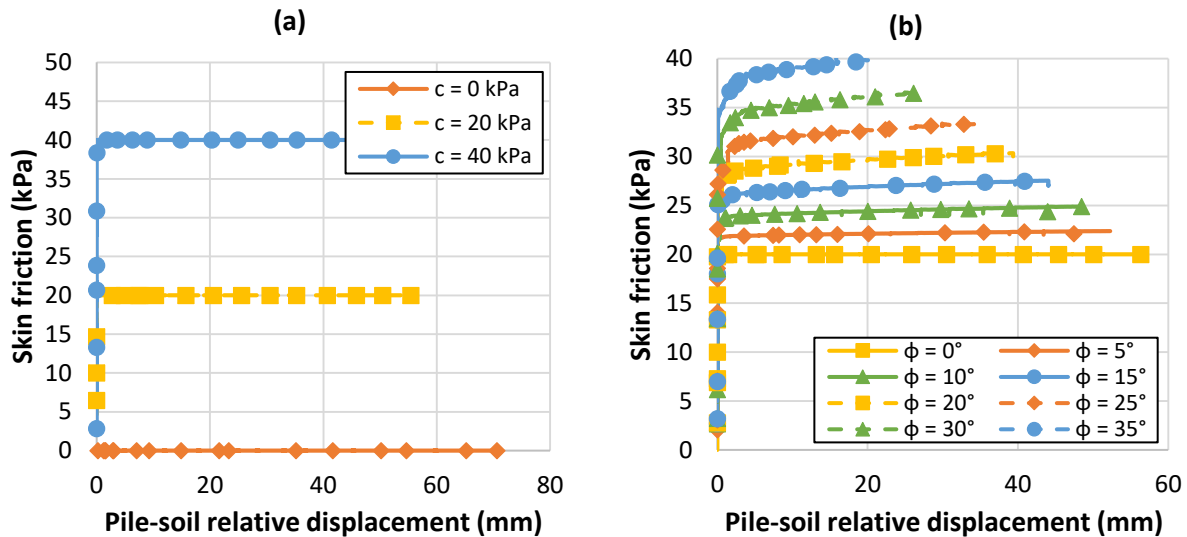 (a)
Skin friction (kPa)
50
45
40
35
30
25
20
15
10
5
0
c = 0 kPa
c = 20 kPa
c = 40 kPa
0 20 40 60 80
Pile-soil relative displacement (mm)
(b)
Skin friction (kPa)
40
35
30
25
20
15
10
5
0
ϕ = 0° ϕ = 5°
ϕ = 10° ϕ = 15°
ϕ = 20° ϕ = 25°
ϕ = 30° ϕ = 35°
0 20 40 60
Pile-soil relative displacement (mm)